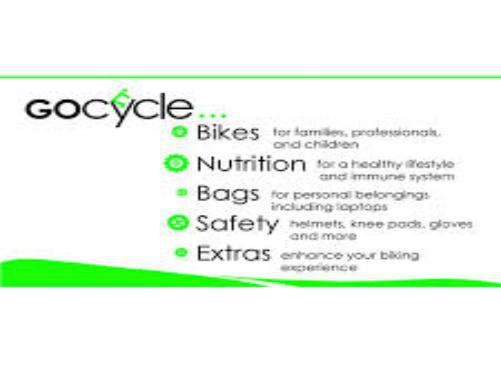 GOcycle...
Bikes for families, professionals,
and children
Nutrition for a healthy lifestyle
and immune system
Bags for personal belongings
including laptops
Safety helmets, knee pads, gloves
and more
Extras enhance your biking
experience